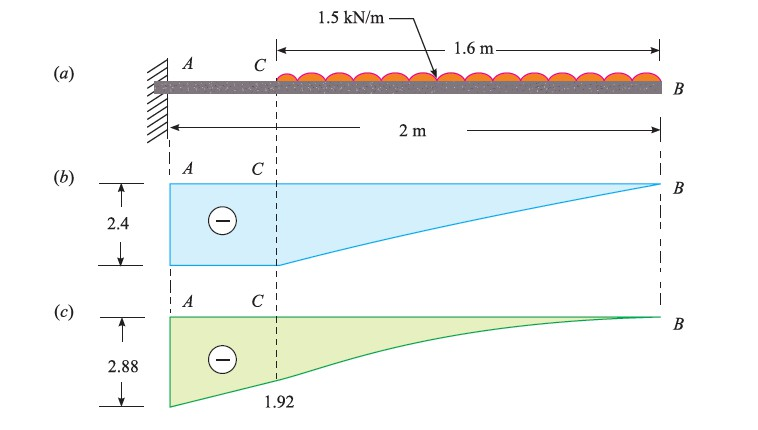 1.5 kN/m
1.6 m
(a) A C
B
2 m
(b) A C
B
2.4
−
(c) A C
B
2.88
−
1.92